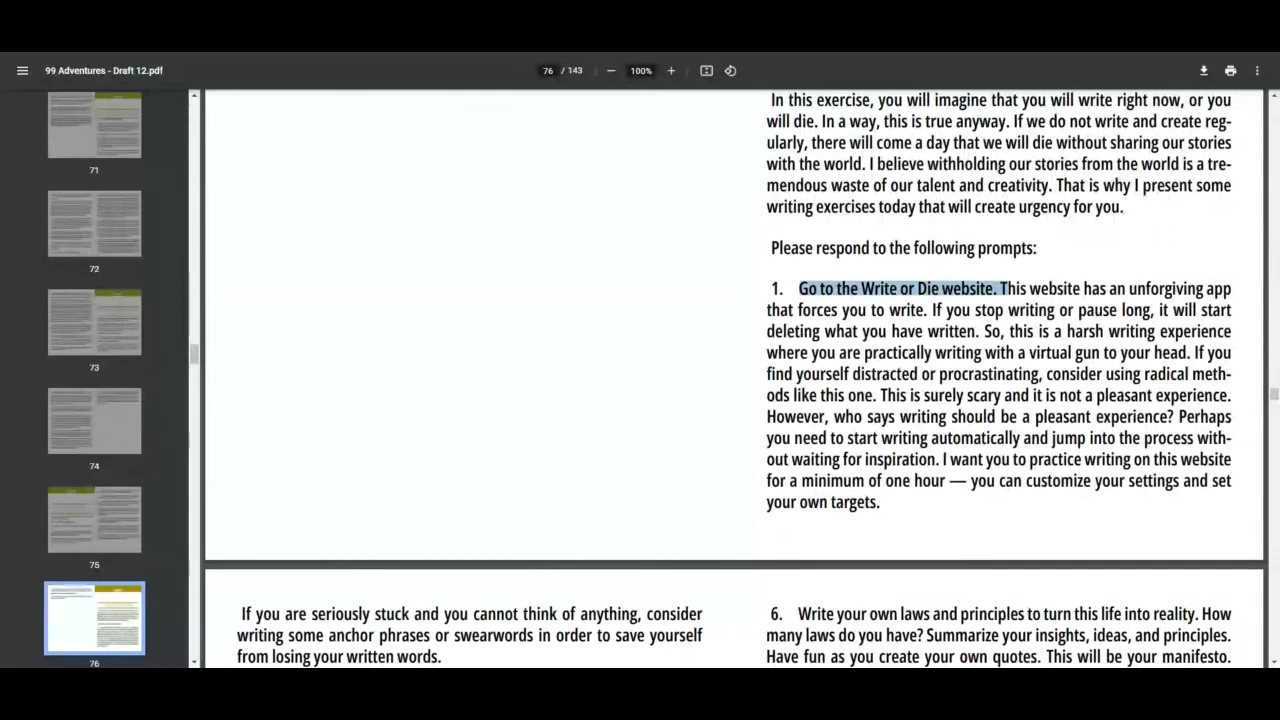 99 Adventures - Draft 12.pdf
76 / 143
100%
71
72
73
74
75
76
In this exercise, you will imagine that you will write right now, or you
will die. In a way, this is true anyway. If we do not write and create reg-
ularly, there will come a day that we will die without sharing our stories
with the world. I believe withholding our stories from the world is a tre-
mendous waste of our talent and creativity. That is why I present some
writing exercises today that will create urgency for you.
Please respond to the following prompts:
1. Go to the Write or Die website. This website has an unforgiving app
that forces you to write. If you stop writing or pause long, it will start
deleting what you have written. So, this is a harsh writing experience
where you are practically writing with a virtual gun to your head. If you
find yourself distracted or procrastinating, consider using radical meth-
ods like this one. This is surely scary and it is not a pleasant experience.
However, who says writing should be a pleasant experience? Perhaps
you need to start writing automatically and jump into the process with-
out waiting for inspiration. I want you to practice writing on this website
for a minimum of one hour — you can customize your settings and set
your own targets.
If you are seriously stuck and you cannot think of anything, consider
writing some anchor phrases or swearwords in order to save yourself
from losing your written words.
6. Write your own laws and principles to turn this life into reality. How
many laws do you have? Summarize your insights, ideas, and principles.
Have fun as you create your own quotes. This will be your manifesto.